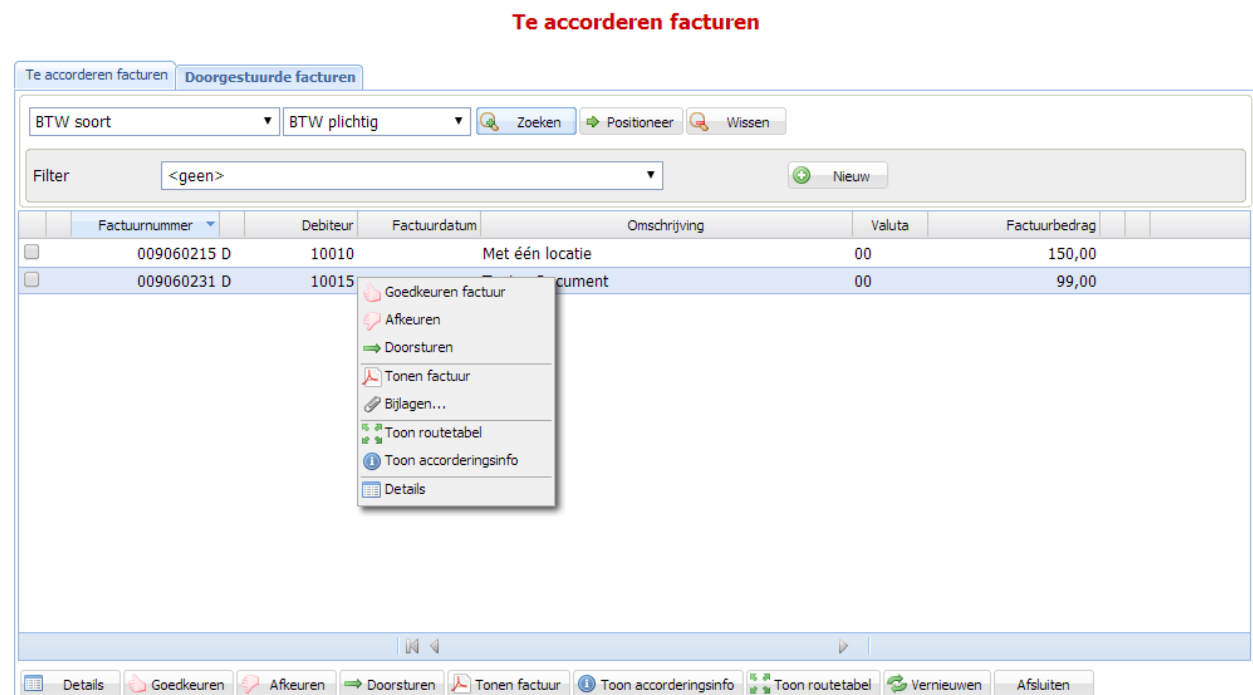 Te accorderen facturen
Te accorderen facturen Doorgestuurde facturen
BTW soort BTW plichtig Zoeken Positioneer Wissen
Filter <geen> Nieuw
Factuurnummer Debiteur Factuurdatum Omschrijving Valuta Factuurbedrag
009060215 D 10010 Met één locatie 00 150,00
009060231 D 10015 00 99,00
Goedkeuren factuur
Afkeuren
Doorsturen
Tonen factuur
Bijlagen...
Toon routetabel
Toon accorderingsinfo
Details
Details Goedkeuren Afkeuren Doorsturen Tonen factuur Toon accorderingsinfo Toon routetabel Vernieuwen Afsluiten